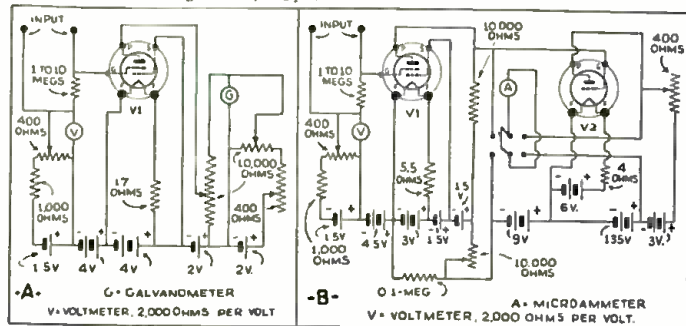 INPUT
1 TO 10 MEGS.
P
S
G
V1
V
G
400 OHMS
1,000 OHMS
17 OHMS
10,000 OHMS
400 OHMS
1.5V
4V
4V
2V
2V.
-A-
G = GALVANOMETER
V = VOLTMETER, 2,000 OHMS PER VOLT
INPUT
1 TO 10 MEGS.
P
S
G
V1
V
400 OHMS
5.5 OHMS
10,000 OHMS
A
V2
400 OHMS
4 OHMS
6V.
1.5V
4.5V
3V
1.5V
1.5 V
9V
135V
3V.
1,000 OHMS
0.1-MEG
10,000 OHMS
-B-
A = MICROAMMETER
V = VOLTMETER, 2,000 OHMS PER VOLT.